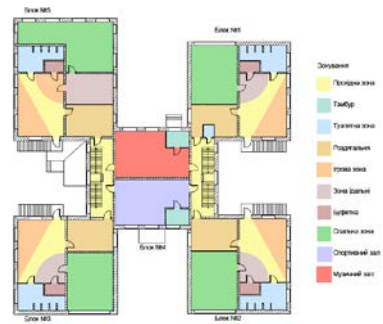 Блок №5
Блок №6
Зонування
Прохідна зона
Тамбур
Туалетна зона
Роздягальня
Ігрова зона
Зона їдальні
Буфетна
Спальна зона
Спортивний зал
Музичний зал
Блок №4
Блок №3
Блок №2